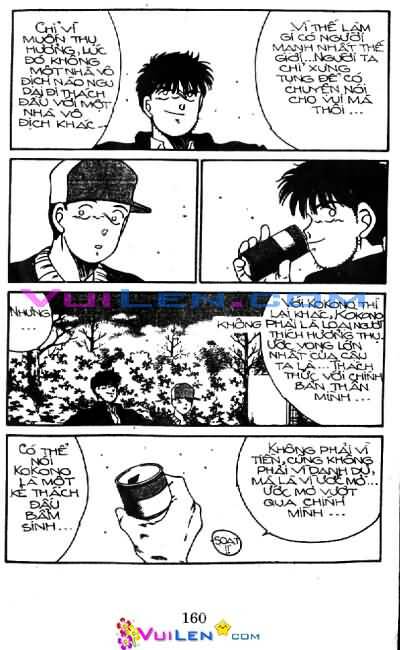 VÌ THẾ LÀM
GÌ CÓ NGƯỜI
MẠNH NHẤT THẾ
GIỚI...NGƯỜI TA
CHỈ XƯNG
TỤNG ĐỂ CÓ
CHUYỆN NÓI
CHO VUI MÀ
THÔI...
CHỈ VÌ
MUỐN THỤ
HƯỞNG, LỨC
ĐÓ KHÔNG
MỘT NHÀ VÔ
ĐỊCH NÀO NGU
DẠI ĐI THÁCH
ĐẤU VỚI MỘT
NHÀ VÔ
ĐỊCH KHÁC...
VUILEN.COM
NHƯNG
...
VỚI KOKONO THÌ
LẠI KHÁC, KOKONO
KHÔNG PHẢI LÀ LOẠI NGƯỜI
THÍCH HƯỞNG THỤ.
ƯỚC VỌNG LỚN
NHẤT CỦA CẬU
TA LÀ... THÁCH
THỨC VỚI CHÍNH
BẢN THÂN
MÌNH...
KHÔNG PHẢI VÌ
TIỀN, CŨNG KHÔNG
PHẢI VÌ DANH DỰ,
MÀ LÀ VÌ ƯỚC MƠ...
ƯỚC MƠ VƯỢT
QUA CHÍNH
MÌNH...
CÓ THỂ
NÓI
KOKONO
LÀ MỘT
KẺ THÁCH
ĐẤU
BẨM
SINH...
SOẠT
!!
160
VUILEN.COM